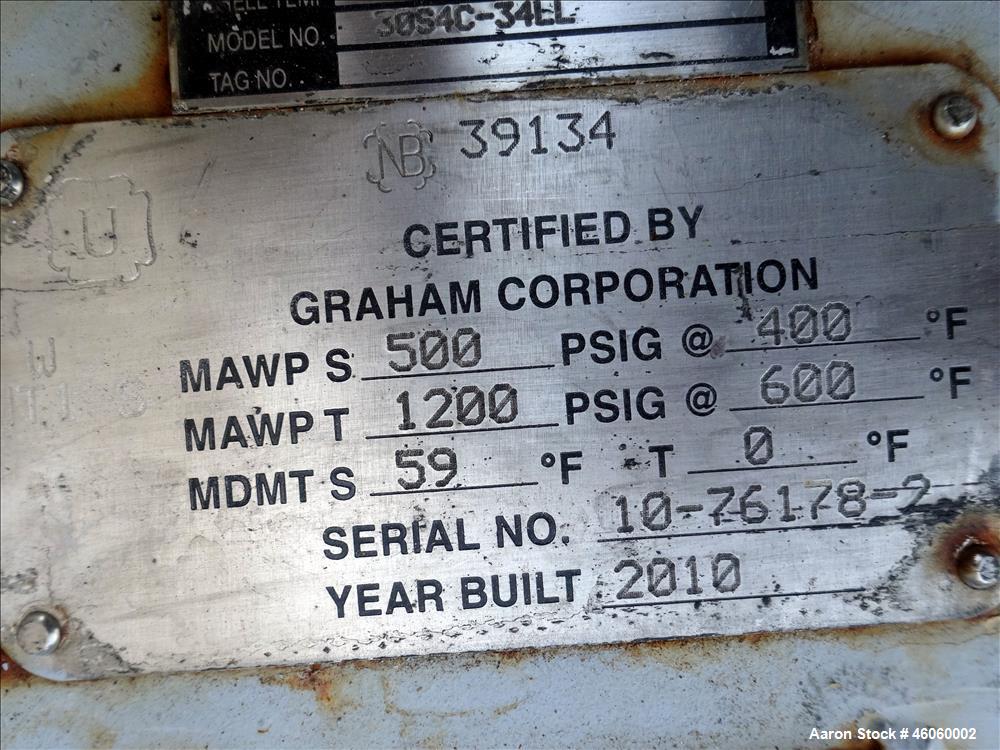 MODEL NO. 30S4C-34LL
TAG NO.
NB 39134
U
CERTIFIED BY
GRAHAM CORPORATION
W
MAWP S 500 PSIG @ 400 °F
MAWP T 1200 PSIG @ 600 °F
MDMT S 59 °F T 0 °F
SERIAL NO. 10-76178-2
YEAR BUILT 2010
Aaron Stock # 46060002